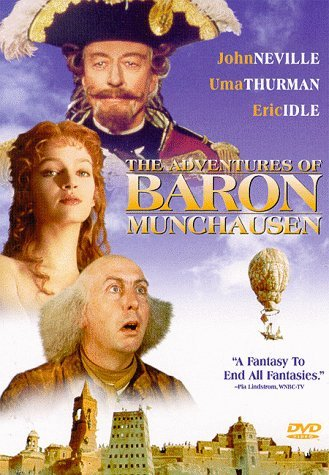 John NEVILLE
Uma THURMAN
Eric IDLE
THE ADVENTURES OF
BARON
MUNCHAUSEN
"A Fantasy To
End All Fantasies."
–Pia Lindstrom, WNBC-TV
DVD
VIDEO